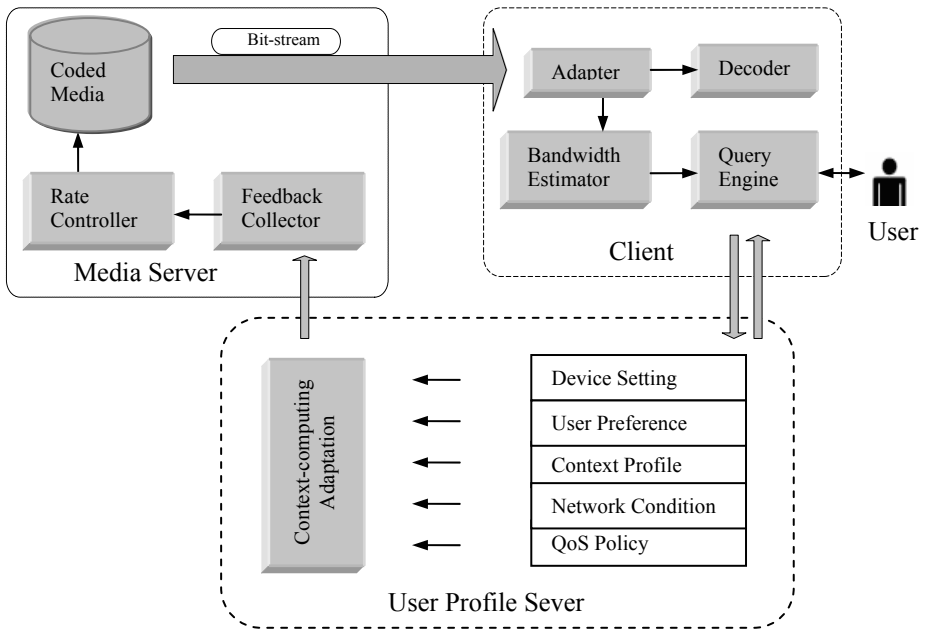 Bit-stream
Coded
Media
Rate
Controller
Feedback
Collector
Media Server
Adapter
Decoder
Bandwidth
Estimator
Query
Engine
Client
User
Context-computing
Adaptation
Device Setting
User Preference
Context Profile
Network Condition
QoS Policy
User Profile Sever